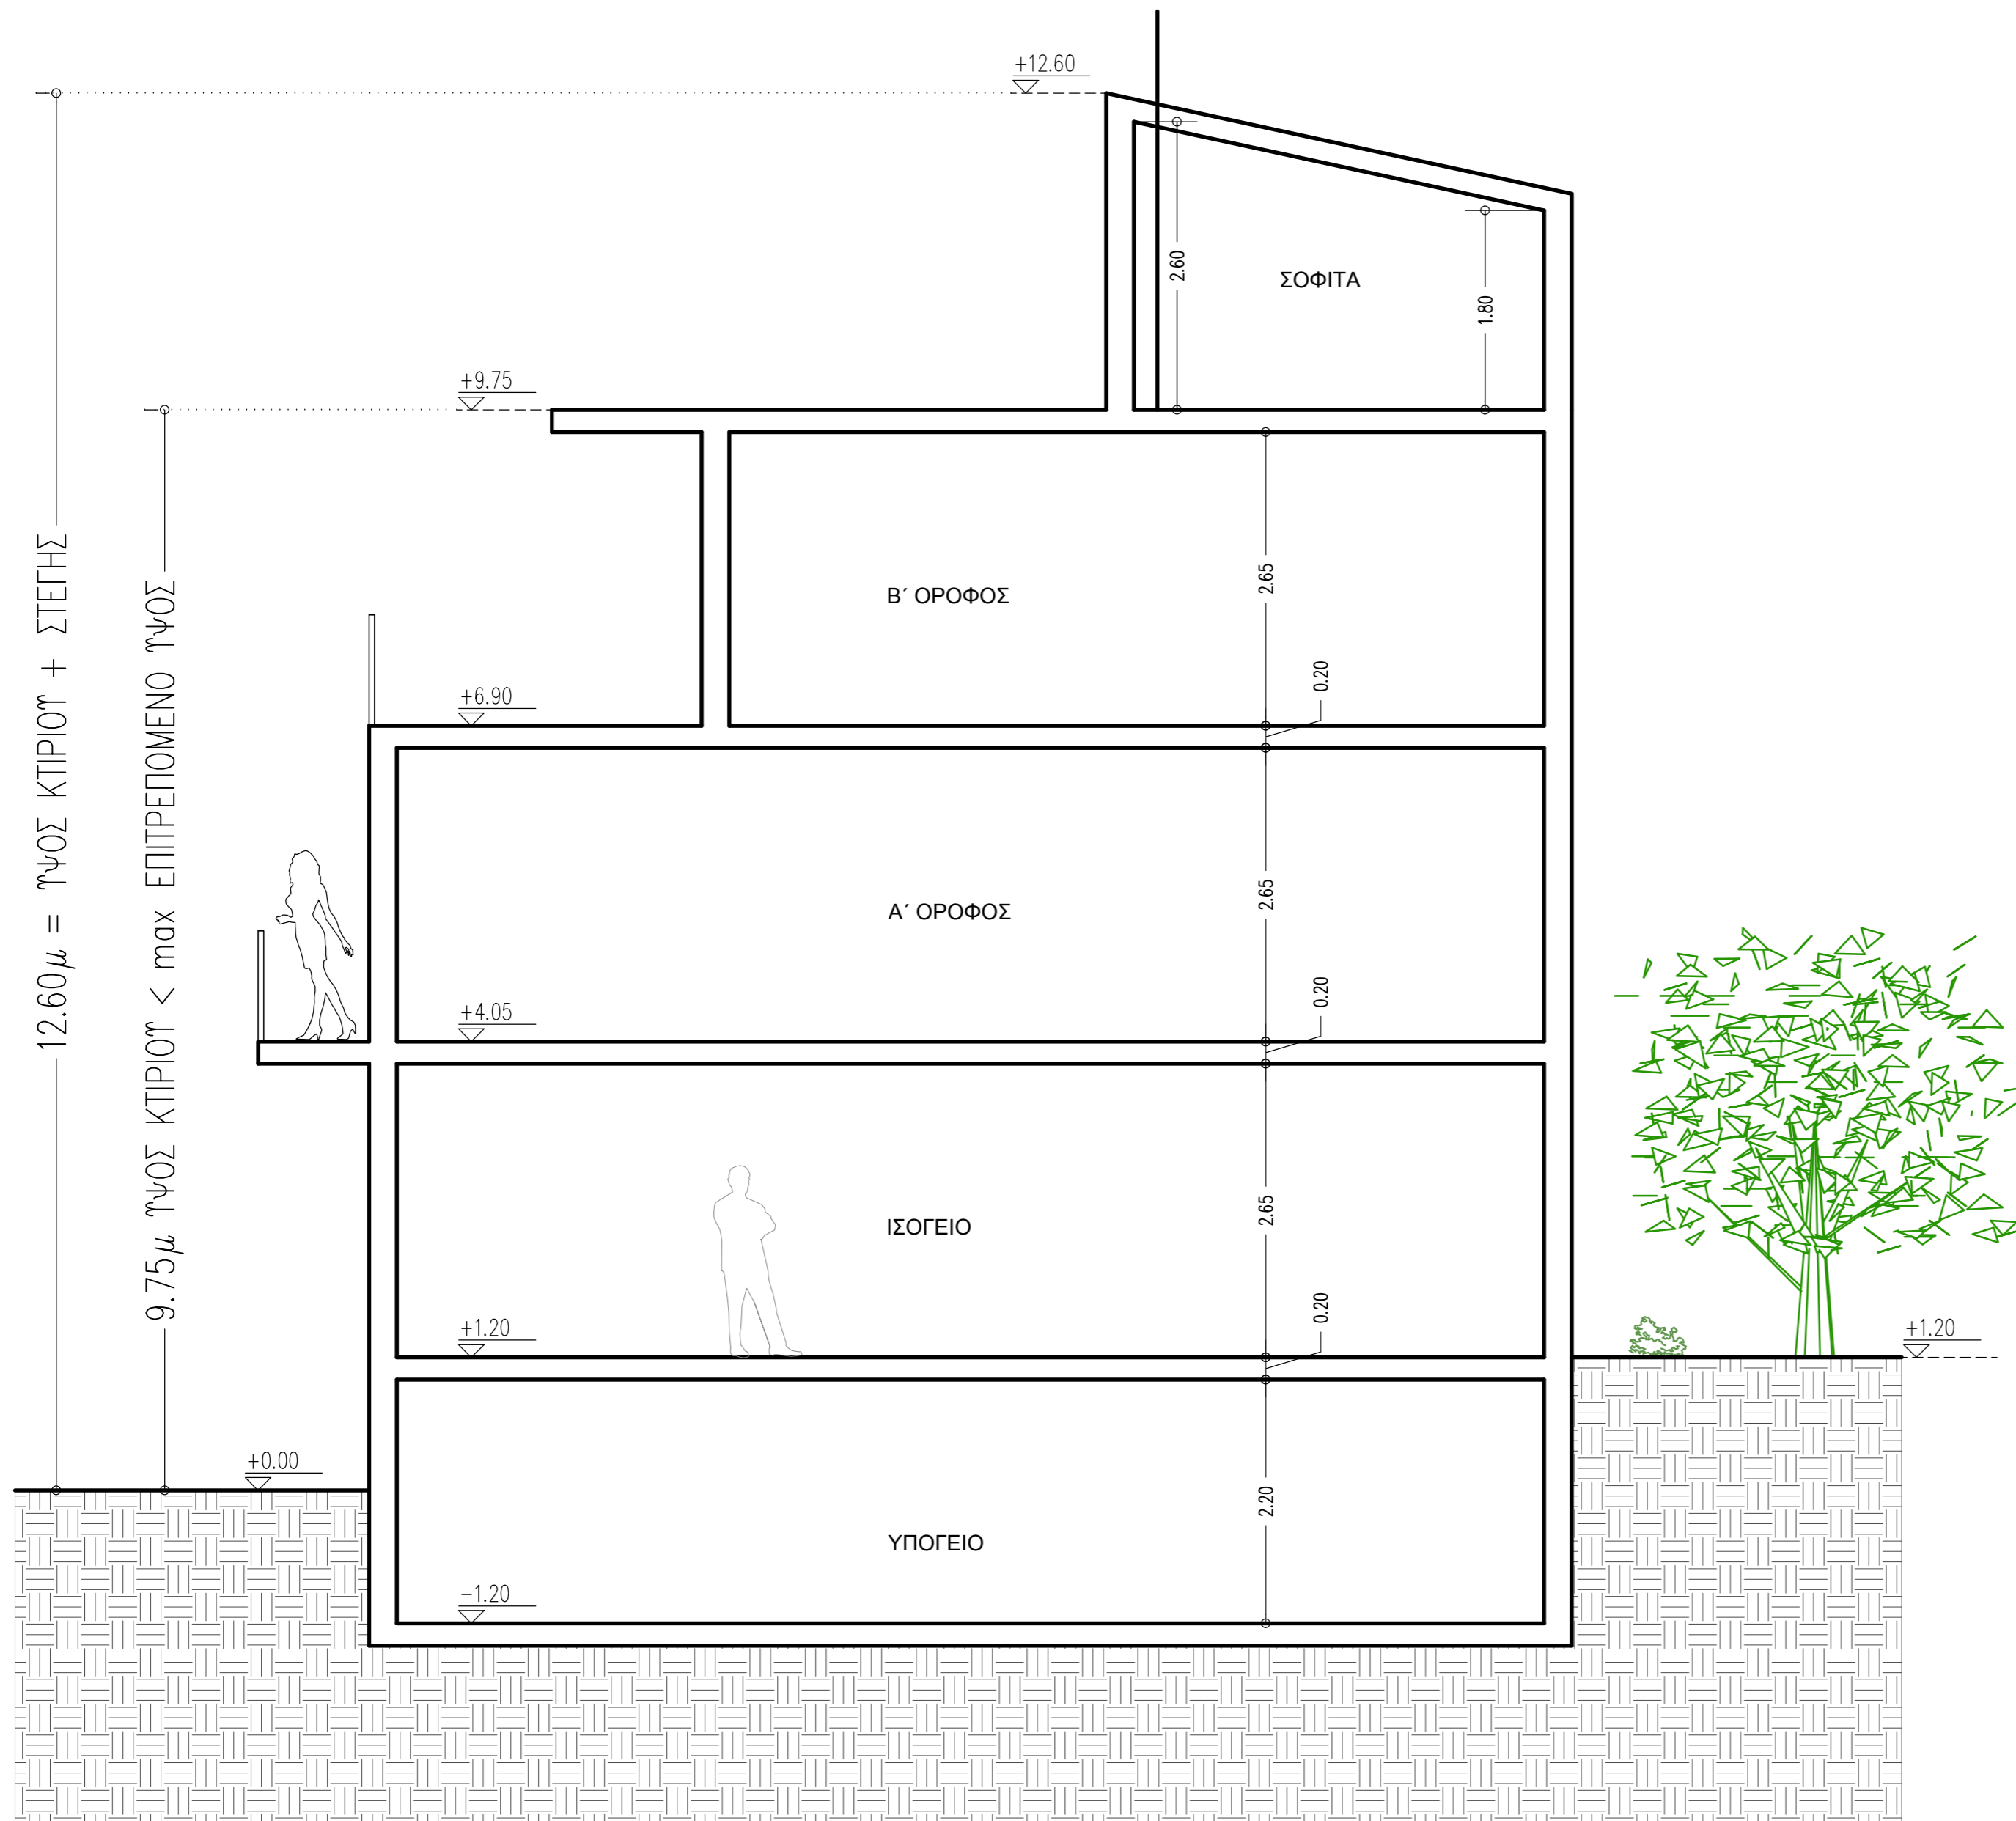 +12.60
2.60
ΣΟΦΙΤΑ
1.80
+9.75
12.60μ = ΥΨΟΣ ΚΤΙΡΙΟΥ + ΣΤΕΓΗΣ
9.75μ ΥΨΟΣ ΚΤΙΡΙΟΥ < max ΕΠΙΤΡΕΠΟΜΕΝΟ ΥΨΟΣ
2.65
Β΄ ΟΡΟΦΟΣ
0.20
+6.90
2.65
Α΄ ΟΡΟΦΟΣ
0.20
+4.05
2.65
ΙΣΟΓΕΙΟ
0.20
+1.20
+1.20
+0.00
2.20
ΥΠΟΓΕΙΟ
-1.20